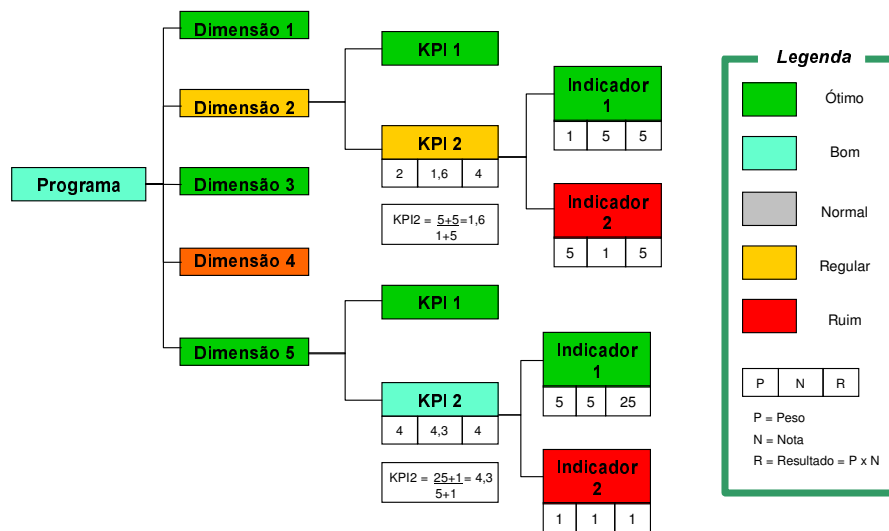 Programa
Dimensão 1
Dimensão 2
Dimensão 3
Dimensão 4
Dimensão 5
KPI 1
KPI 2
2 1,6 4
KPI2 = 5+5=1,6
1+5
Indicador
1
1 5 5
Indicador
2
5 1 5
KPI 1
KPI 2
4 4,3 4
KPI2 = 25+1= 4,3
5+1
Indicador
1
5 5 25
Indicador
2
1 1 1
Legenda
Ótimo
Bom
Normal
Regular
Ruim
P N R
P = Peso
N = Nota
R = Resultado = P x N